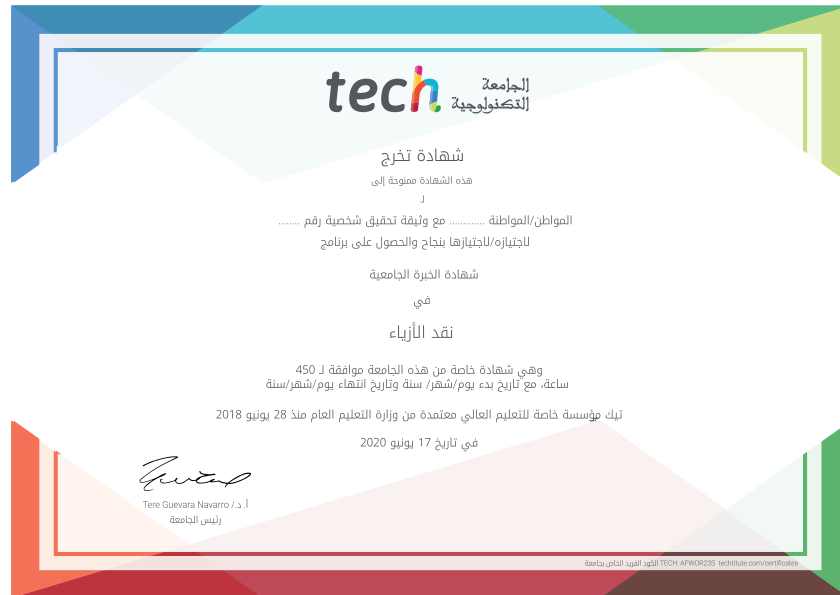 tech الجامعة
التكنولوجية
شهادة تخرج
هذه الشهادة ممنوحة إلى
لـ
المواطن/المواطنة ............. مع وثيقة تحقيق شخصية رقم ........
لاجتيازه/لاجتيازها بنجاح والحصول على برنامج
شهادة الخبرة الجامعية
في
نقد الأزياء
وهي شهادة خاصة من هذه الجامعة موافقة لـ 450
ساعة، مع تاريخ بدء يوم/شهر/ سنة وتاريخ انتهاء يوم/شهر/سنة
تيك مؤسسة خاصة للتعليم العالي معتمدة من وزارة التعليم العام منذ 28 يونيو 2018
في تاريخ 17 يونيو 2020
أ. د./ Tere Guevara Navarro
رئيس الجامعة
الكود الفريد الخاص بجامعة TECH: AFWOR23S techtitute.com/certificates